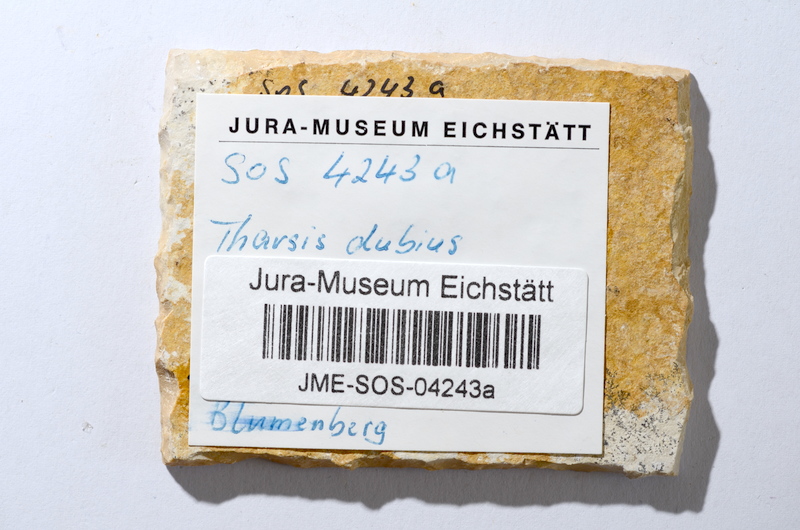 SOS 4243 a
JURA-MUSEUM EICHSTÄTT
SOS 4243 a
Tharsis dubius
Jura-Museum Eichstätt
JME-SOS-04243a
Blumenberg